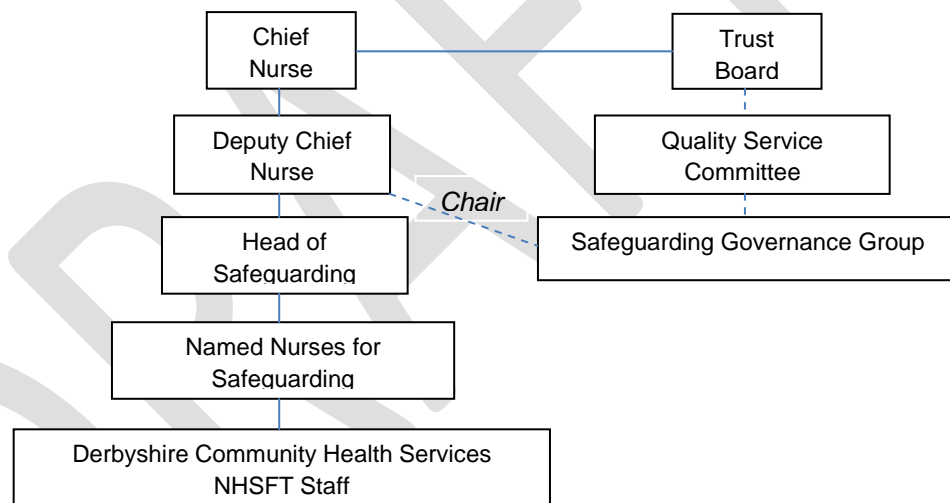 Chief
Nurse
Trust
Board
Deputy Chief
Nurse
Quality Service
Committee
Chair
Head of
Safeguarding
Safeguarding Governance Group
Named Nurses for
Safeguarding
Derbyshire Community Health Services
NHSFT Staff